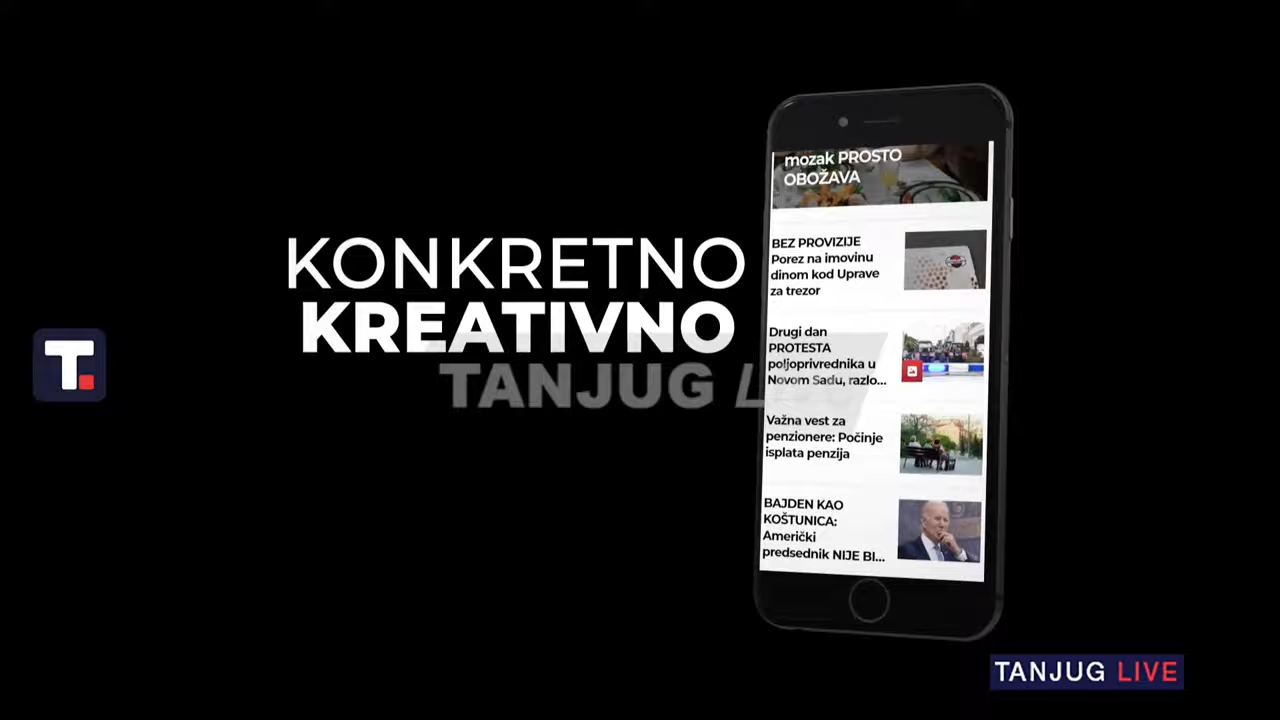 KONKRETNO
KREATIVNO
T.
TANJUG
mozak PROSTO
OBOŽAVA
BEZ PROVIZIJE
Porez na imovinu
dinom kod Uprave
za trezor
Drugi dan
PROTESTA
poljoprivrednika u
Novom Sadu, razlo...
Važna vest za
penzionere: Počinje
isplata penzija
BAJDEN KAO
KOŠTUNICA:
Američki
predsednik NIJE BI...
TANJUG LIVE